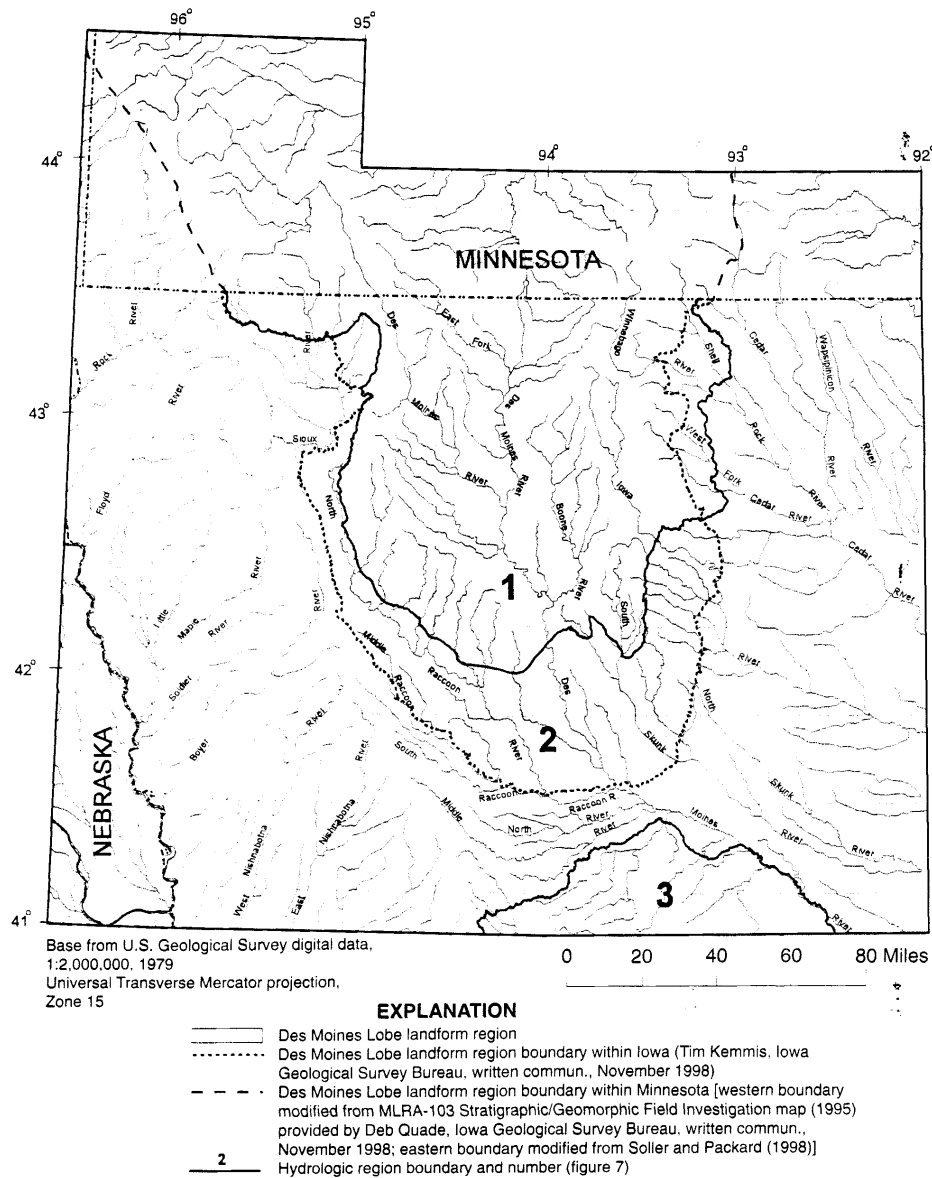 96°
95°
44°
94°
93°
92°
MINNESOTA
River
Rock
River
River
Des
East
Fork
Winnebago
River
Shell
Cedar
Wapsipinicon
43°
Moines
Des
Moines
River
Rock
River
Sioux
River
West
Fork
Cedar
River
River
River
Floyd
North
River
Boone
Iowa
Cedar
River
River
1
River
South
Little
Maple
River
River
42°
Middle
Raccoon
Raccoon
Des
River
North
Soldier
Boyer
River
River
South
River
2
Skunk
Skunk
NEBRASKA
Nishnabotna
Nishnabotna
Middle
Raccoon
North
Raccoon R
River
River
Moines
River
River
West
East
3
River
41°
Base from U.S. Geological Survey digital data,
1:2,000,000, 1979
Universal Transverse Mercator projection,
Zone 15
0 20 40 60 80 Miles
EXPLANATION
Des Moines Lobe landform region
Des Moines Lobe landform region boundary within Iowa (Tim Kemmis, Iowa
Geological Survey Bureau, written commun., November 1998)
Des Moines Lobe landform region boundary within Minnesota [western boundary
modified from MLRA-103 Stratigraphic/Geomorphic Field Investigation map (1995)
provided by Deb Quade, Iowa Geological Survey Bureau, written commun.,
November 1998; eastern boundary modified from Soller and Packard (1998)]
2 Hydrologic region boundary and number (figure 7)